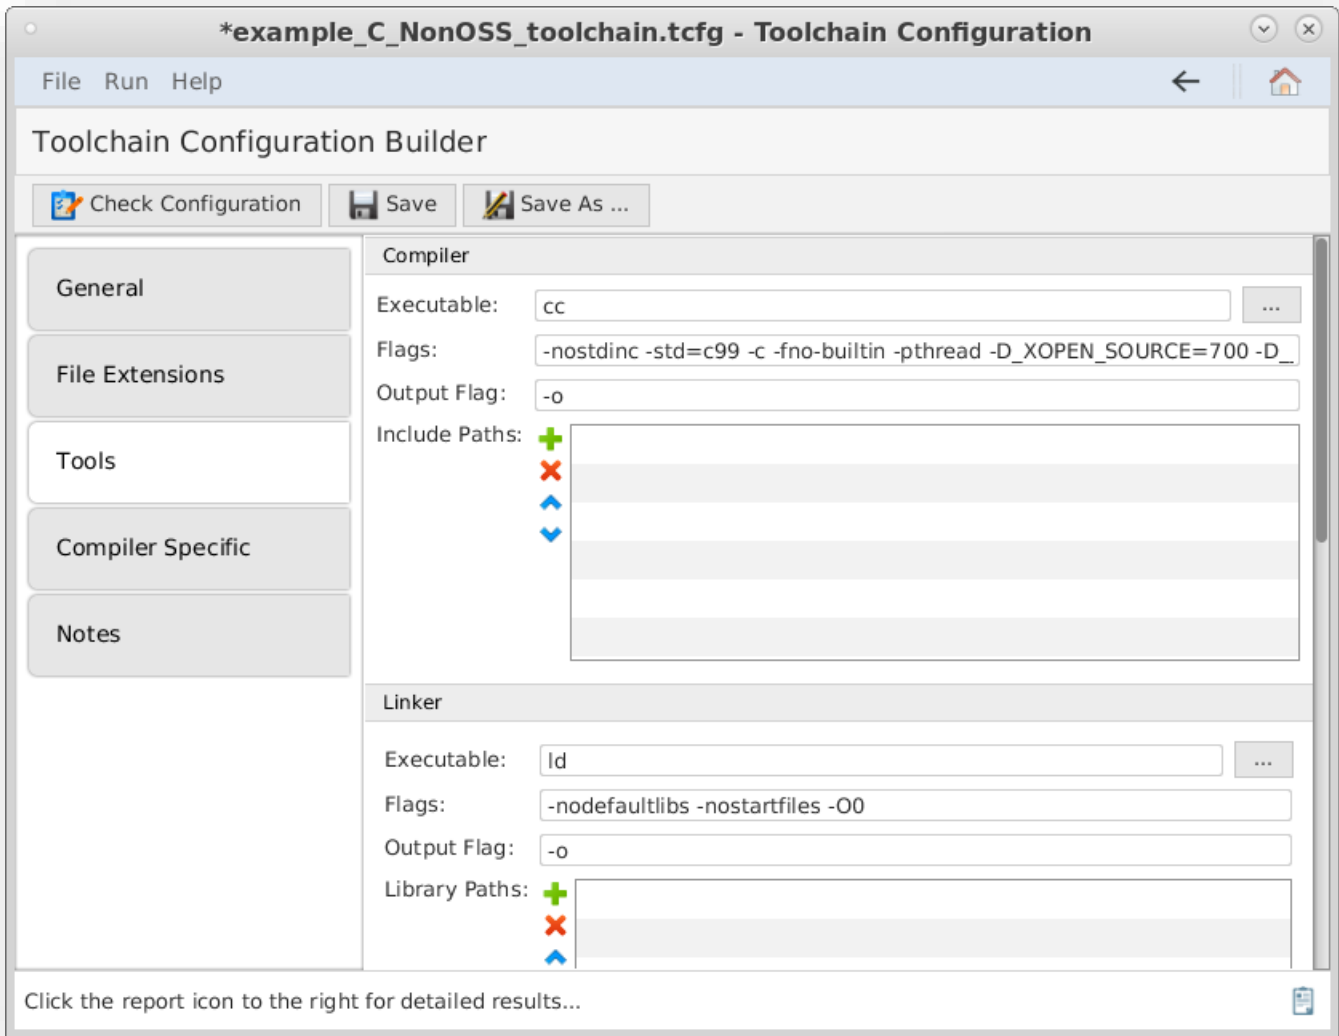 *example_C_NonOSS_toolchain.tcfg - Toolchain Configuration
File Run Help
Toolchain Configuration Builder
Check Configuration Save Save As ...
General
File Extensions
Tools
Compiler Specific
Notes
Compiler
Executable: cc ...
Flags: -nostdinc -std=c99 -c -fno-builtin -pthread -D_XOPEN_SOURCE=700 -D_
Output Flag: -o
Include Paths:
Linker
Executable: ld ...
Flags: -nodefaultlibs -nostartfiles -O0
Output Flag: -o
Library Paths:
Click the report icon to the right for detailed results...